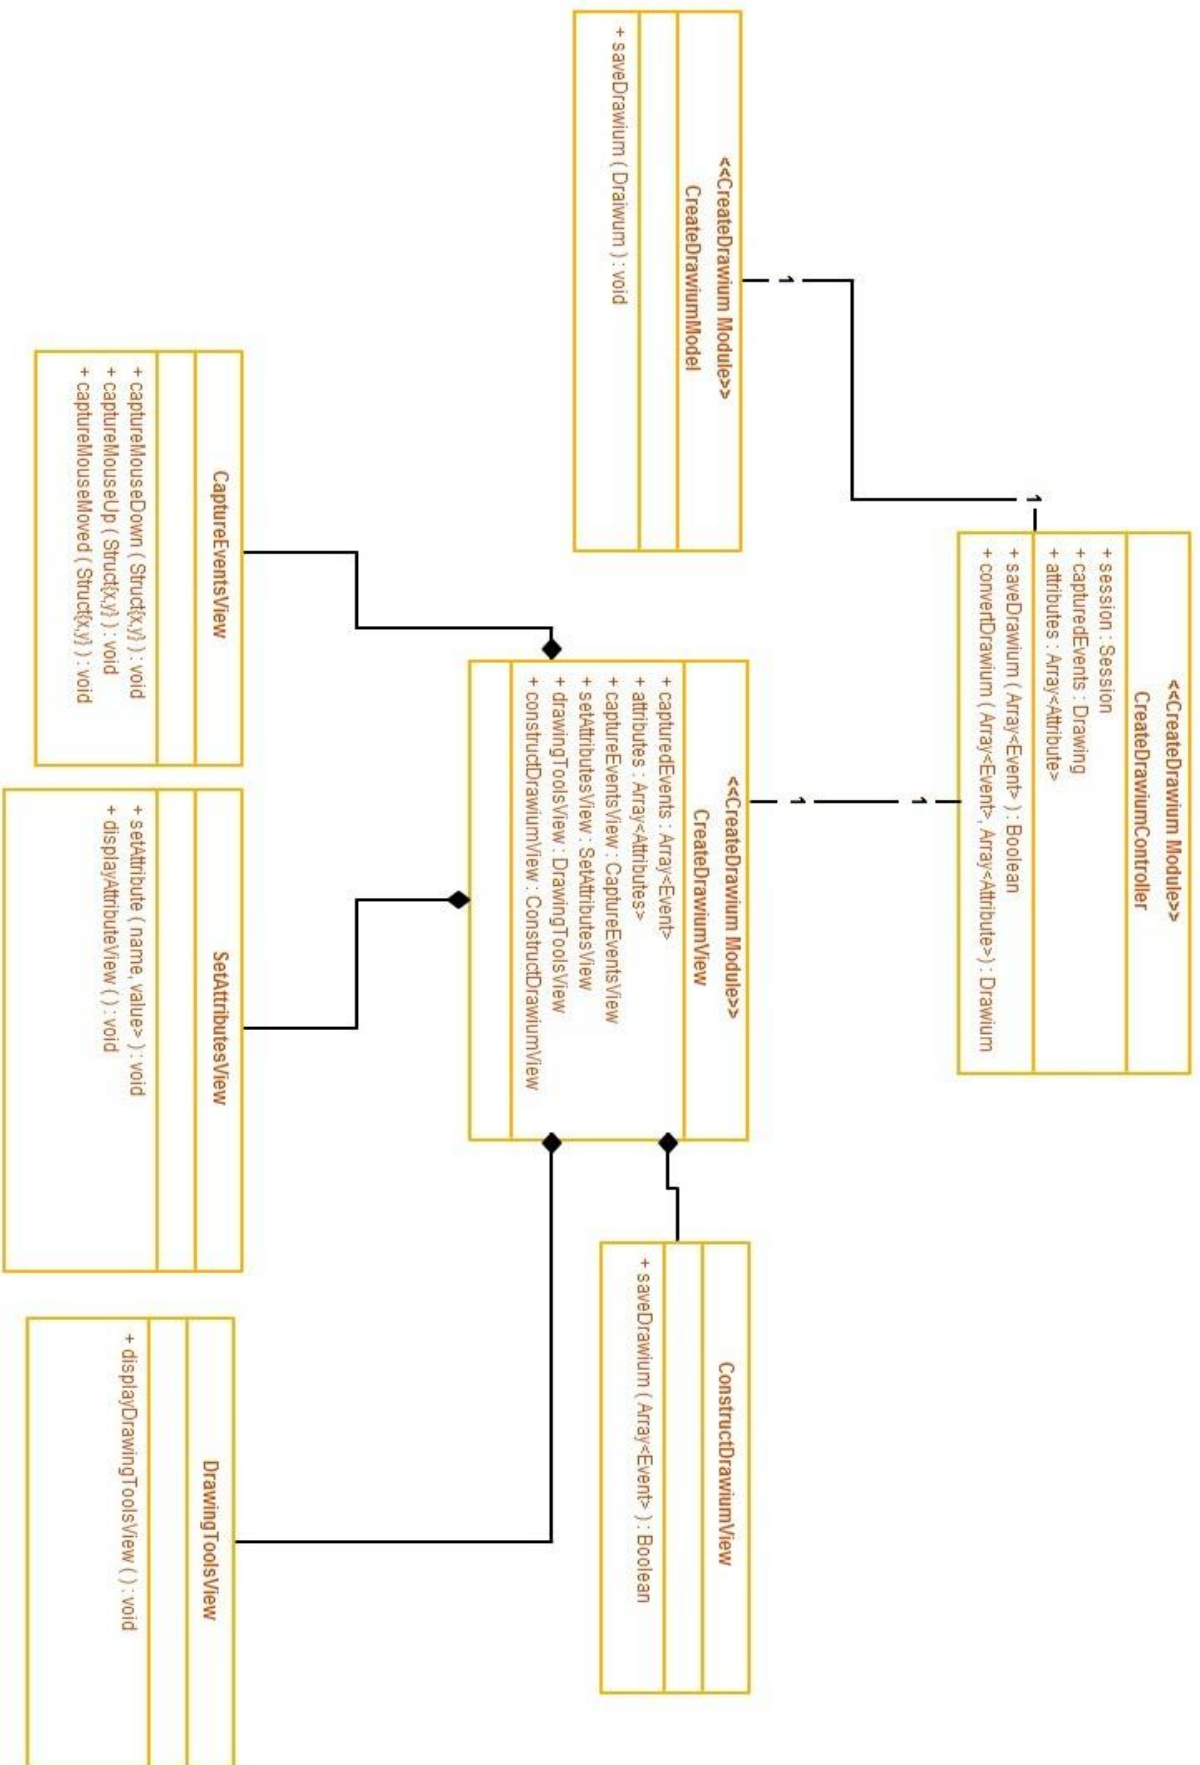 <<CreateDrawium Module>>
CreateDrawiumController
+ session : Session
+ capturedEvents : Drawing
+ attributes : Array<Attribute>
+ saveDrawium ( Array<Event> ) : Boolean
+ convertDrawium ( Array<Event>, Array<Attribute>) : Drawium
1
1
<<CreateDrawium Module>>
CreateDrawiumModel
+ saveDrawium ( Draiwum ) : void
1
1
<<CreateDrawium Module>>
CreateDrawiumView
+ capturedEvents : Array<Event>
+ attributes : Array<Attributes>
+ captureEventsView : CaptureEventsView
+ setAttributesView : SetAttributesView
+ drawingToolsView : DrawingToolsView
+ constructDrawiumView : ConstructDrawiumView
ConstructDrawiumView
+ saveDrawium ( Array<Event> ) : Boolean
CaptureEventsView
+ captureMouseDown ( Struct{x,y} ) : void
+ captureMouseUp ( Struct{x,y} ) : void
+ captureMouseMoved ( Struct{x,y} ) : void
SetAttributesView
+ setAttribute ( name, value> ) : void
+ displayAttributeView ( ) : void
DrawingToolsView
+ displayDrawingToolsView ( ) : void